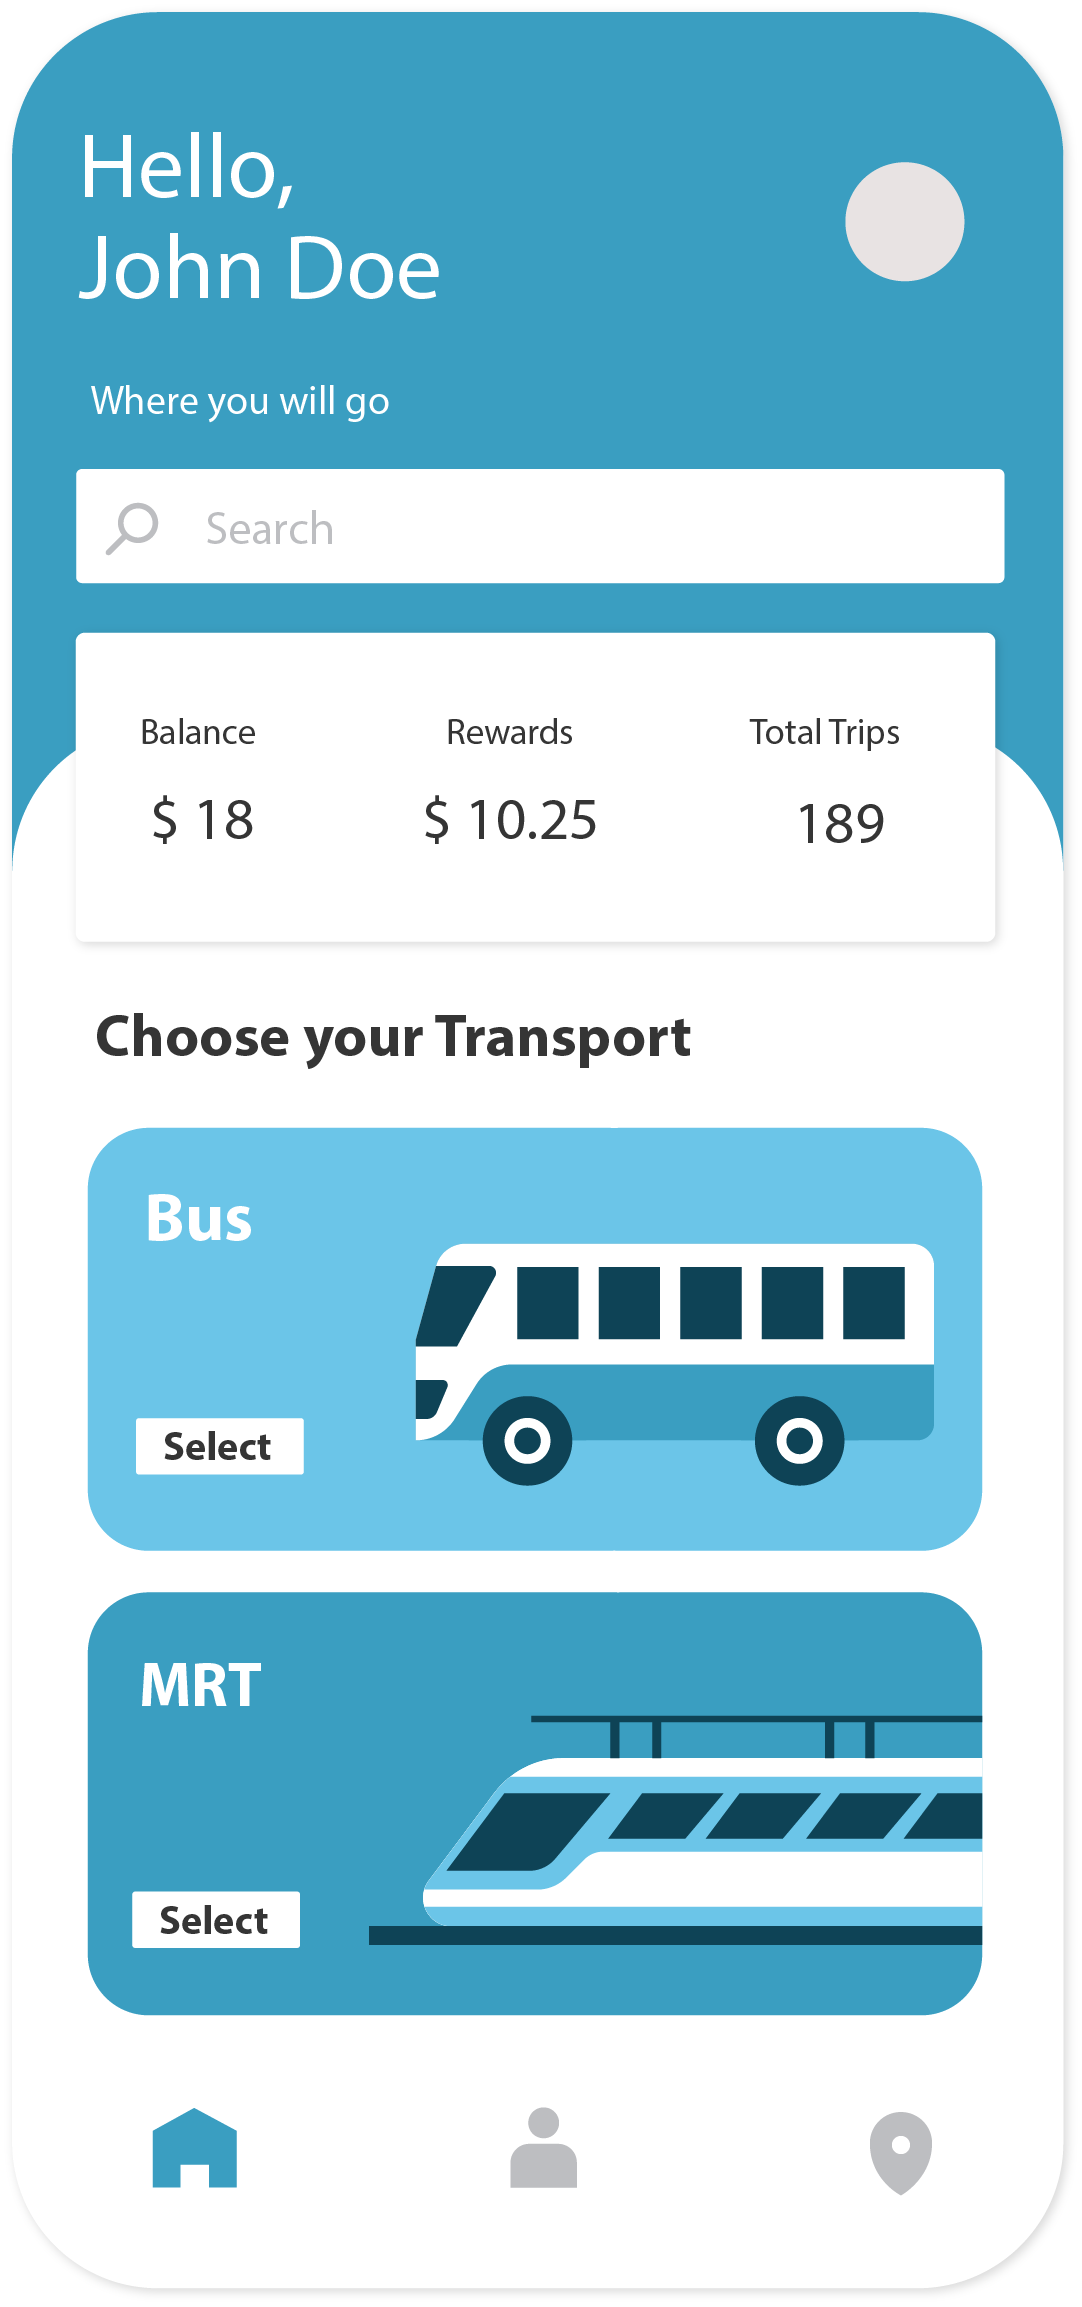 Hello,
John Doe
Where you will go
Search
Balance Rewards Total Trips
$ 18 $ 10.25 189
Choose your Transport
Bus
Select
MRT
Select